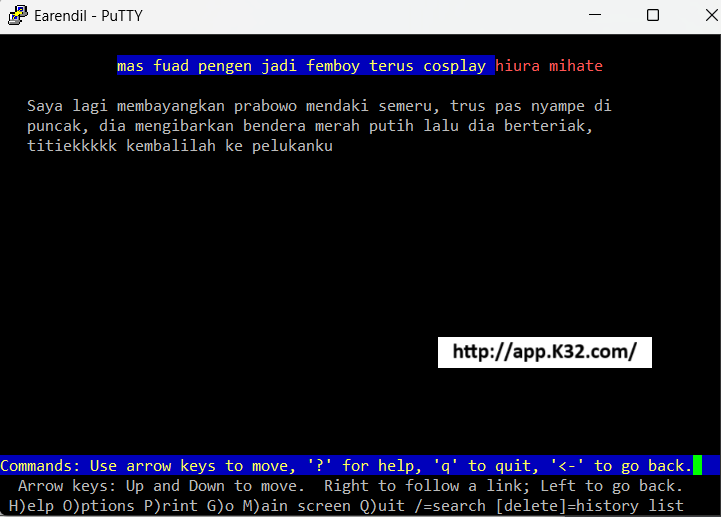 Earendil - PuTTY
mas fuad pengen jadi femboy terus cosplay hiura mihate
Saya lagi membayangkan prabowo mendaki semeru, trus pas nyampe di
puncak, dia mengibarkan bendera merah putih lalu dia berteriak,
titiekkkkk kembalilah ke pelukanku
http://app.K32.com/
Commands: Use arrow keys to move, '?' for help, 'q' to quit, '<-' to go back.
Arrow keys: Up and Down to move.  Right to follow a link; Left to go back.
H)elp O)ptions P)rint G)o M)ain screen Q)uit /=search [delete]=history list